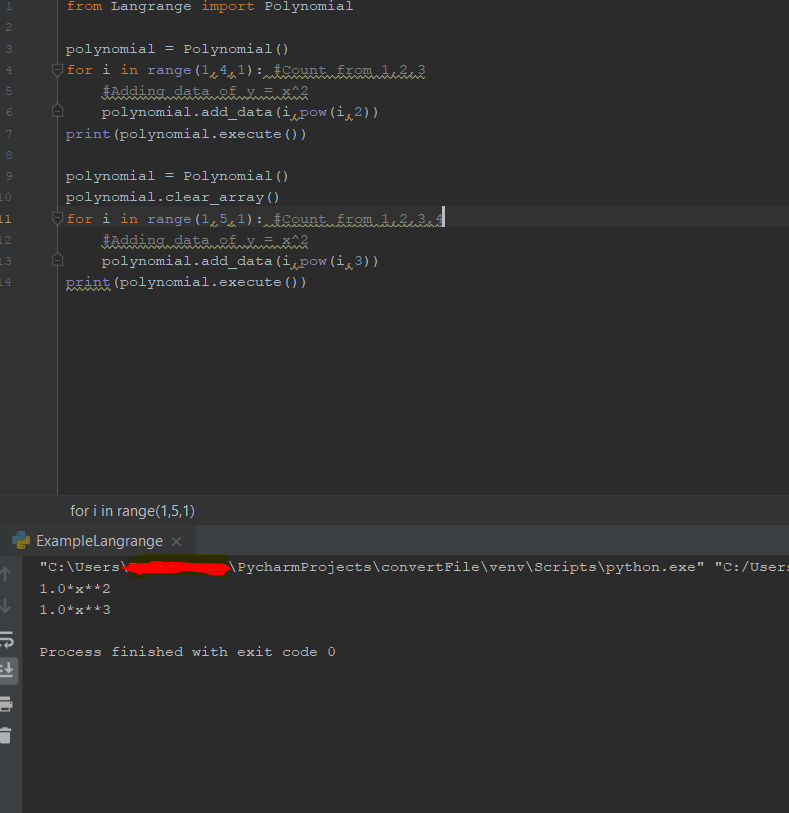 1 from Langrange import Polynomial
2
3 polynomial = Polynomial()
4 for i in range(1,4,1): #Count from 1,2,3
5 #Adding data of y = x^2
6 polynomial.add_data(i,pow(i,2))
7 print(polynomial.execute())
8
9 polynomial = Polynomial()
10 polynomial.clear_array()
11 for i in range(1,5,1): #Count from 1,2,3,4
12 #Adding data of y = x^2
13 polynomial.add_data(i,pow(i,3))
14 print(polynomial.execute())
for i in range(1,5,1)
ExampleLangrange ×
"C:\Users\ \PycharmProjects\convertFile\venv\Scripts\python.exe" "C:/Users
1.0*x**2
1.0*x**3
Process finished with exit code 0